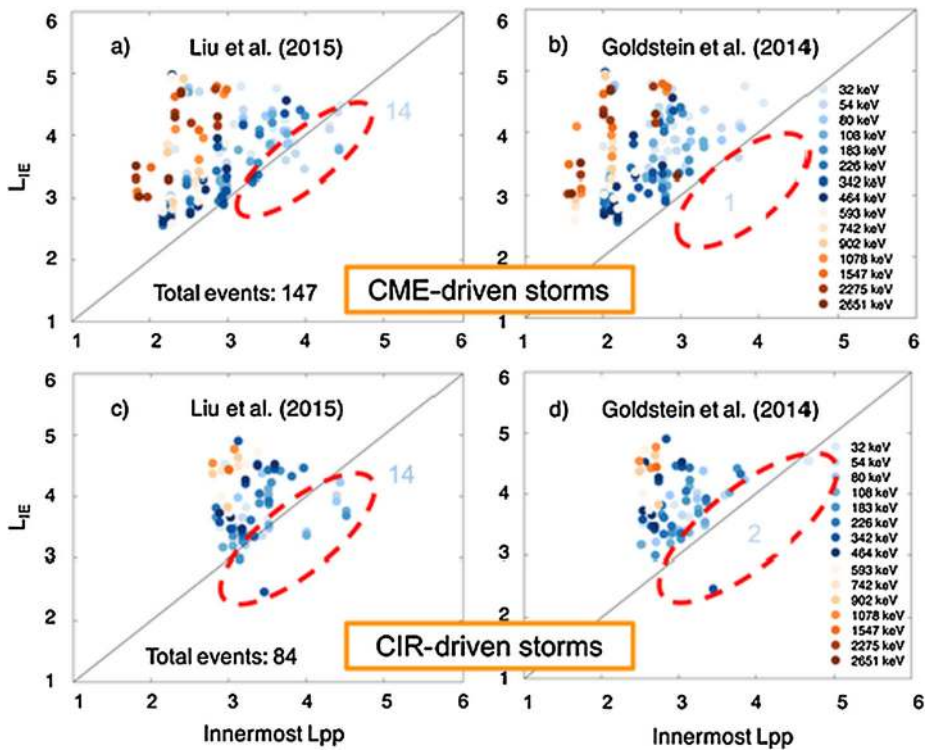 a) Liu et al. (2015)
14
6
5
4
3
2
1
L_IE
Total events: 147
1 2 3 4 5 6
b) Goldstein et al. (2014)
1
6
5
4
3
2
1
32 keV
54 keV
80 keV
108 keV
183 keV
226 keV
342 keV
464 keV
593 keV
742 keV
902 keV
1078 keV
1547 keV
2275 keV
2651 keV
1 2 3 4 5 6
CME-driven storms
c) Liu et al. (2015)
14
6
5
4
3
2
1
L_IE
Total events: 84
1 2 3 4 5 6
Innermost Lpp
d) Goldstein et al. (2014)
2
6
5
4
3
2
1
32 keV
54 keV
80 keV
108 keV
183 keV
226 keV
342 keV
464 keV
593 keV
742 keV
902 keV
1078 keV
1547 keV
2275 keV
2651 keV
1 2 3 4 5 6
Innermost Lpp
CIR-driven storms